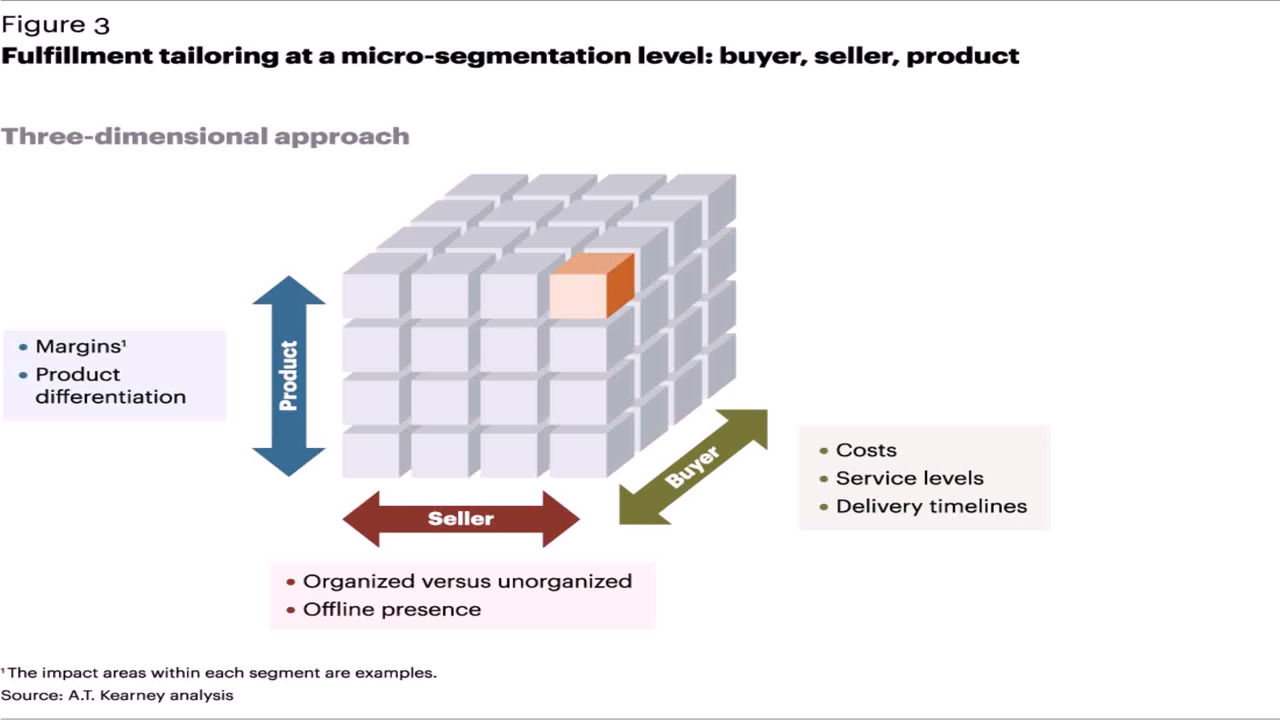 Figure 3
Fulfillment tailoring at a micro-segmentation level: buyer, seller, product
Three-dimensional approach
• Margins¹
• Product
differentiation
Product
Buyer
• Costs
• Service levels
• Delivery timelines
Seller
• Organized versus unorganized
• Offline presence
¹ The impact areas within each segment are examples.
Source: A.T. Kearney analysis